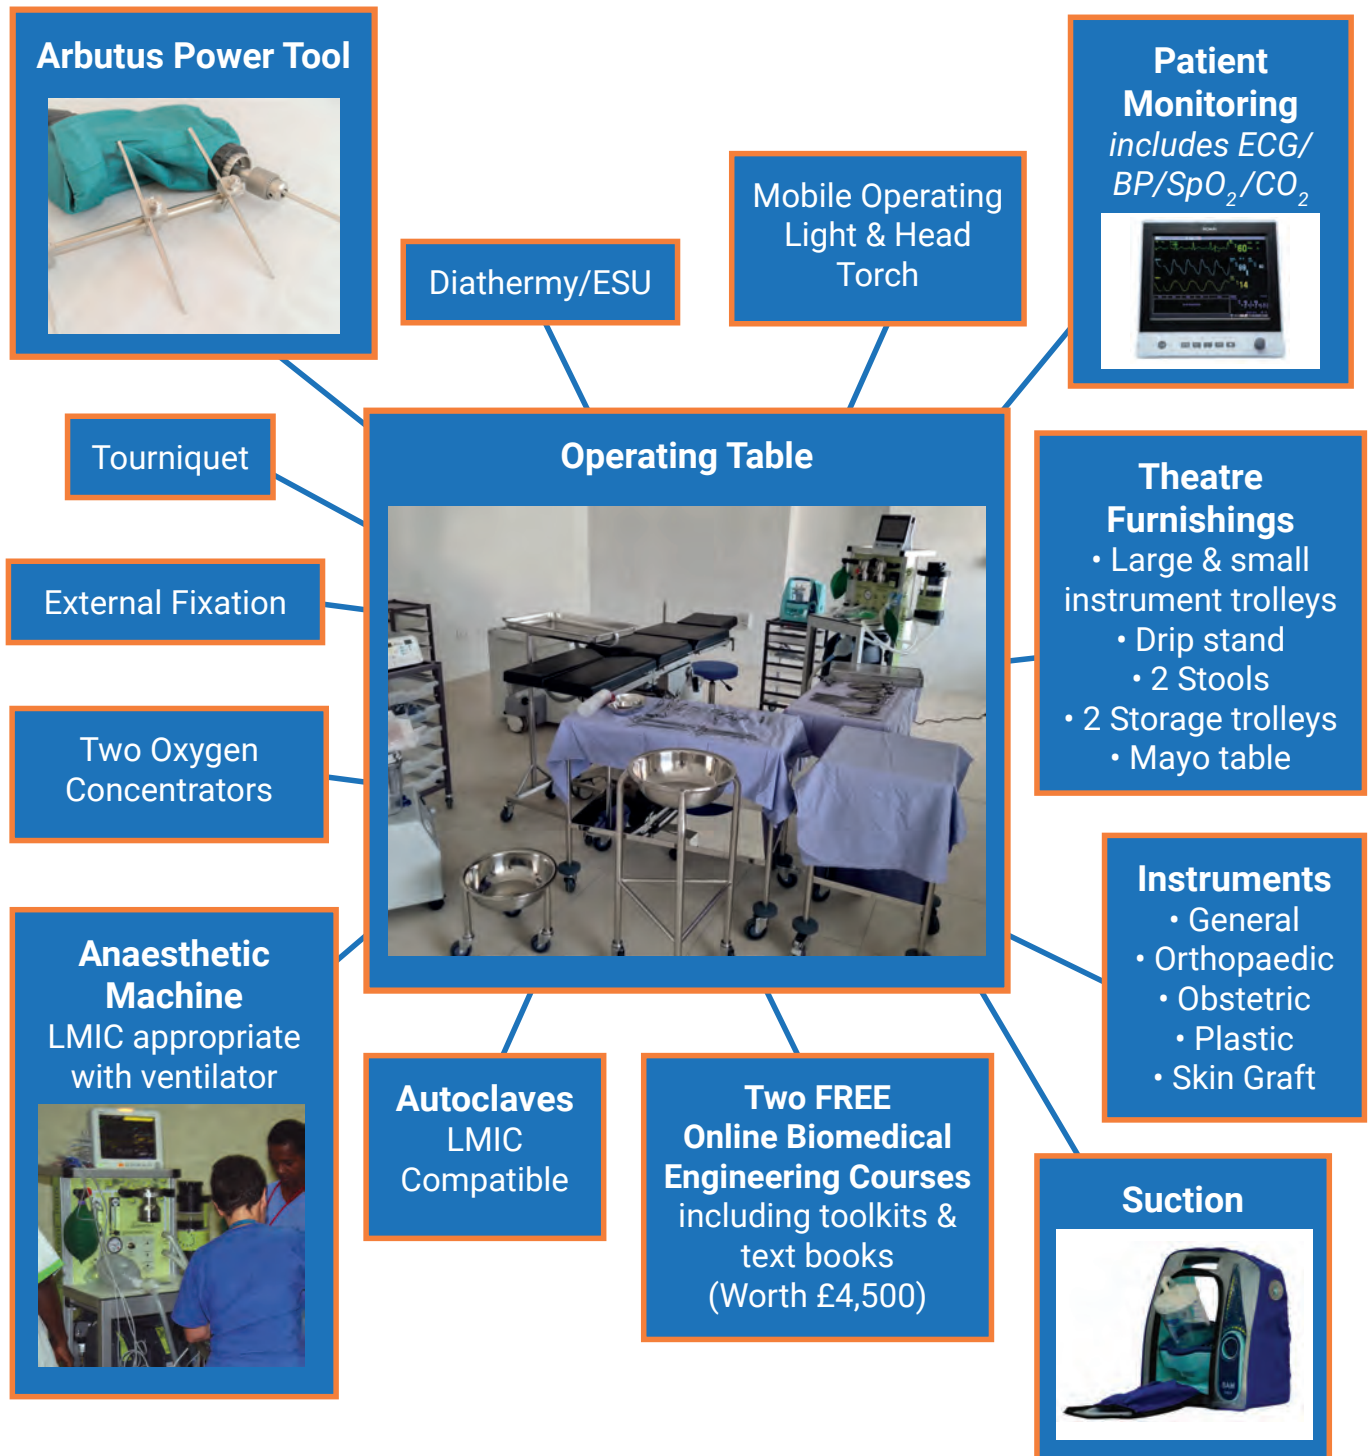 Arbutus Power Tool
Patient
Monitoring
includes ECG/
BP/SpO₂/CO₂
Mobile Operating
Light & Head
Torch
Diathermy/ESU
Tourniquet
Operating Table
Theatre
Furnishings
• Large & small
instrument trolleys
• Drip stand
• 2 Stools
• 2 Storage trolleys
• Mayo table
External Fixation
Two Oxygen
Concentrators
Instruments
• General
• Orthopaedic
• Obstetric
• Plastic
• Skin Graft
Anaesthetic
Machine
LMIC appropriate
with ventilator
Autoclaves
LMIC
Compatible
Two FREE
Online Biomedical
Engineering Courses
including toolkits &
text books
(Worth £4,500)
Suction